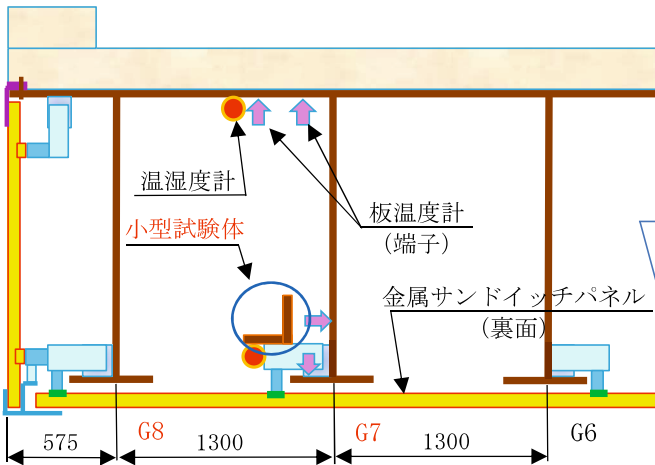 温湿度計
板温度計
(端子)
小型試験体
金属サンドイッチパネル
(裏面)
575
G8
1300
G7
1300
G6